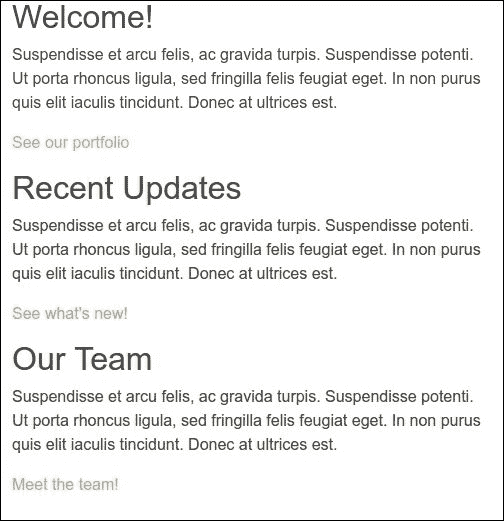 Welcome!
Suspendisse et arcu felis, ac gravida turpis. Suspendisse potenti.
Ut porta rhoncus ligula, sed fringilla felis feugiat eget. In non purus
quis elit iaculis tincidunt. Donec at ultrices est.
See our portfolio
Recent Updates
Suspendisse et arcu felis, ac gravida turpis. Suspendisse potenti.
Ut porta rhoncus ligula, sed fringilla felis feugiat eget. In non purus
quis elit iaculis tincidunt. Donec at ultrices est.
See what's new!
Our Team
Suspendisse et arcu felis, ac gravida turpis. Suspendisse potenti.
Ut porta rhoncus ligula, sed fringilla felis feugiat eget. In non purus
quis elit iaculis tincidunt. Donec at ultrices est.
Meet the team!